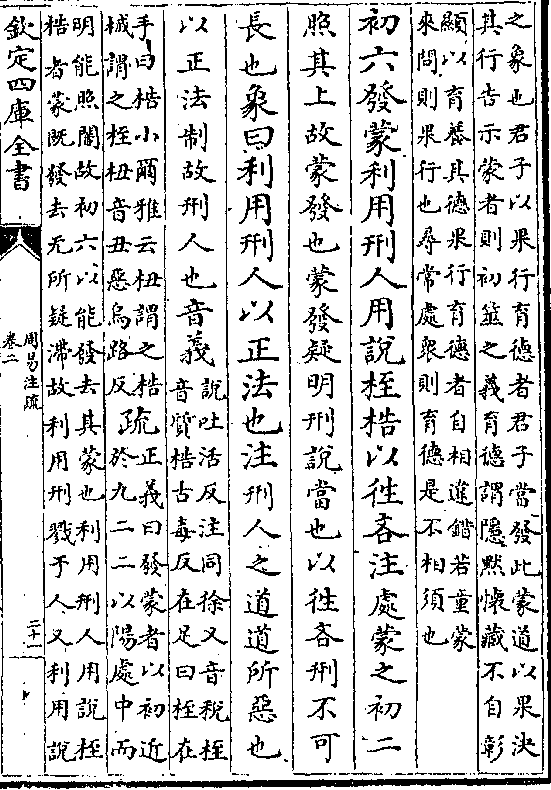 之象也君子以果行育德者君子當發此蒙道以果決
其行告示蒙者則初筮之義育德謂隱默懷藏不自彰
顯以育養其德果行育德者自相違錯若童蒙
來問則果行也尋常處衆則育德是不相須也
初六發蒙利用刑人用說桎梏以往吝注處蒙之初二
照其上故蒙發也蒙發疑明刑說當也以往吝刑不可
長也象曰利用刑人以正法也注刑人之道道所惡也
以正法制故刑人也音義
說吐活反注同徐又音稅桎
音質梏古毒反在足曰桎在
手曰梏小爾雅云杻謂之梏
械謂之桎杻音丑惡烏路反
疏
正義曰發蒙者以初近
於九二二以陽處中而
明能照闇故初六以能發去其蒙也利用刑人用說桎
梏者蒙既發去无所疑滯故利用刑戮于人又利用說
欽定四庫全書
周易注疏
卷二
二十一